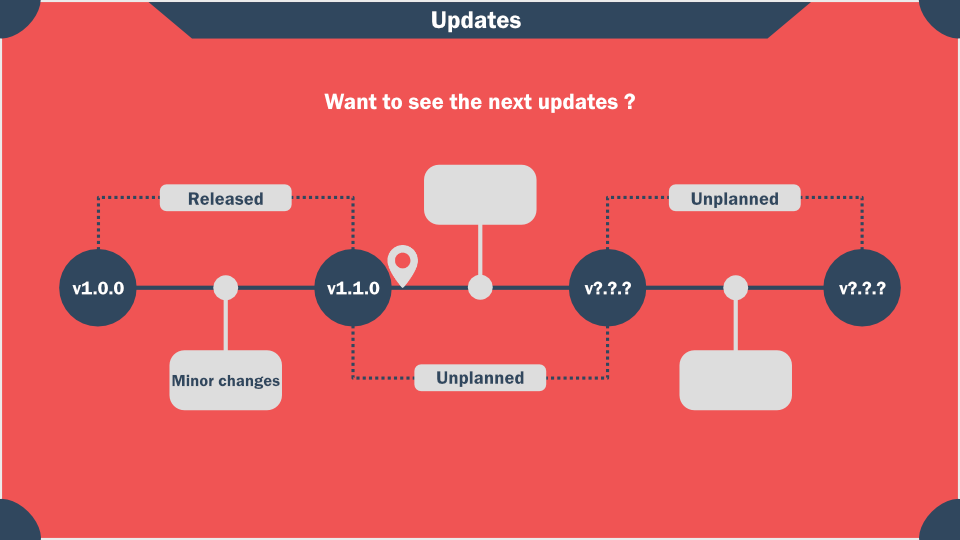 Updates
Want to see the next updates ?
Released
Unplanned
v1.0.0
v1.1.0
v?.?.?
v?.?.?
Minor changes
Unplanned